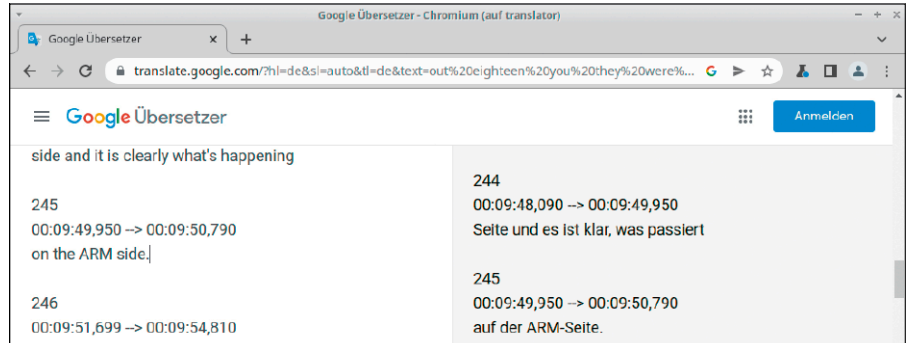 Google Übersetzer - Chromium (auf translator)
Google Übersetzer
translate.google.com/?hl=de&sl=auto&tl=de&text=out%20eighteen%20you%20they%20were%...
Google Übersetzer
Anmelden
side and it is clearly what's happening
245
00:09:49,950 --> 00:09:50,790
on the ARM side.
246
00:09:51,699 --> 00:09:54,810
244
00:09:48,090 --> 00:09:49,950
Seite und es ist klar, was passiert
245
00:09:49,950 --> 00:09:50,790
auf der ARM-Seite.